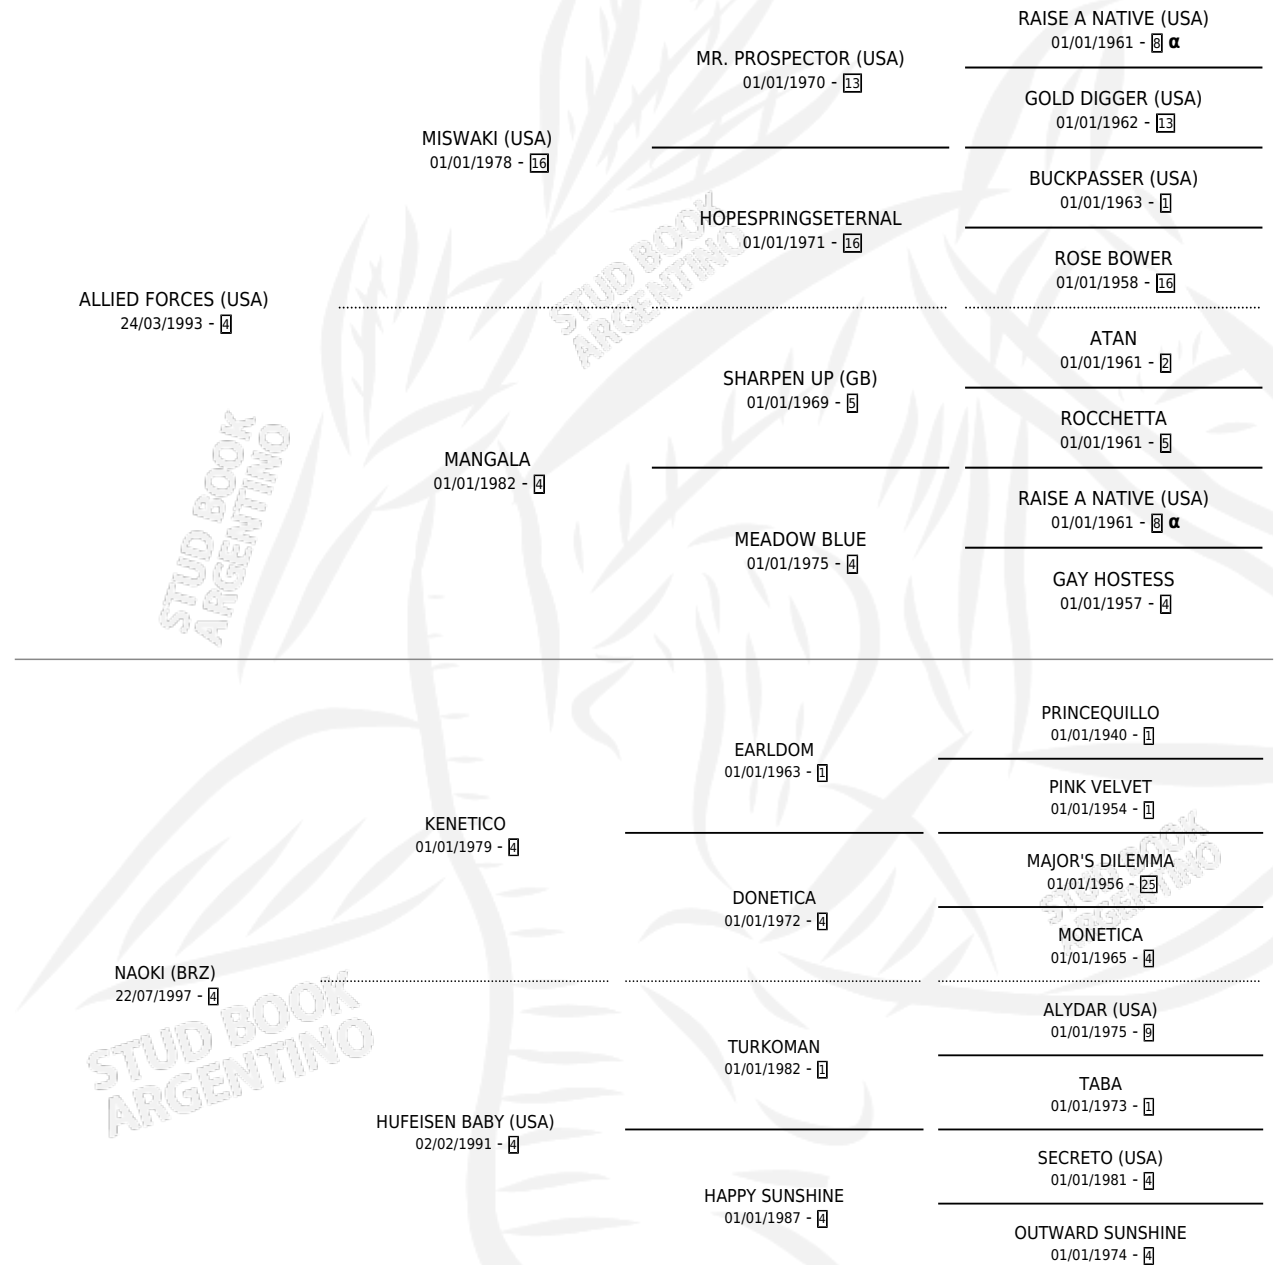 RAISE A NATIVE (USA)
01/01/1961 - 8 α
MR. PROSPECTOR (USA)
01/01/1970 - 13
GOLD DIGGER (USA)
01/01/1962 - 13
MISWAKI (USA)
01/01/1978 - 16
BUCKPASSER (USA)
01/01/1963 - 1
HOPESPRINGSETERNAL
01/01/1971 - 16
ROSE BOWER
01/01/1958 - 16
ALLIED FORCES (USA)
24/03/1993 - 4
STUD BOOK
ARGENTINO
ATAN
01/01/1961 - 2
SHARPEN UP (GB)
01/01/1969 - 5
ROCCHETTA
01/01/1961 - 5
MANGALA
01/01/1982 - 4
RAISE A NATIVE (USA)
01/01/1961 - 8 α
MEADOW BLUE
01/01/1975 - 4
GAY HOSTESS
01/01/1957 - 4
STUD BOOK
ARGENTINO
PRINCEQUILLO
01/01/1940 - 1
EARLDOM
01/01/1963 - 1
PINK VELVET
01/01/1954 - 1
KENETICO
01/01/1979 - 4
MAJOR'S DILEMMA
01/01/1956 - 25
STUD BOOK
ARGENTINO
DONETICA
01/01/1972 - 4
MONETICA
01/01/1965 - 4
NAOKI (BRZ)
22/07/1997 - 4
STUD BOOK
ARGENTINO
ALYDAR (USA)
01/01/1975 - 9
TURKOMAN
01/01/1982 - 1
TABA
01/01/1973 - 1
HUFEISEN BABY (USA)
02/02/1991 - 4
SECRETO (USA)
01/01/1981 - 4
HAPPY SUNSHINE
01/01/1987 - 4
OUTWARD SUNSHINE
01/01/1974 - 4